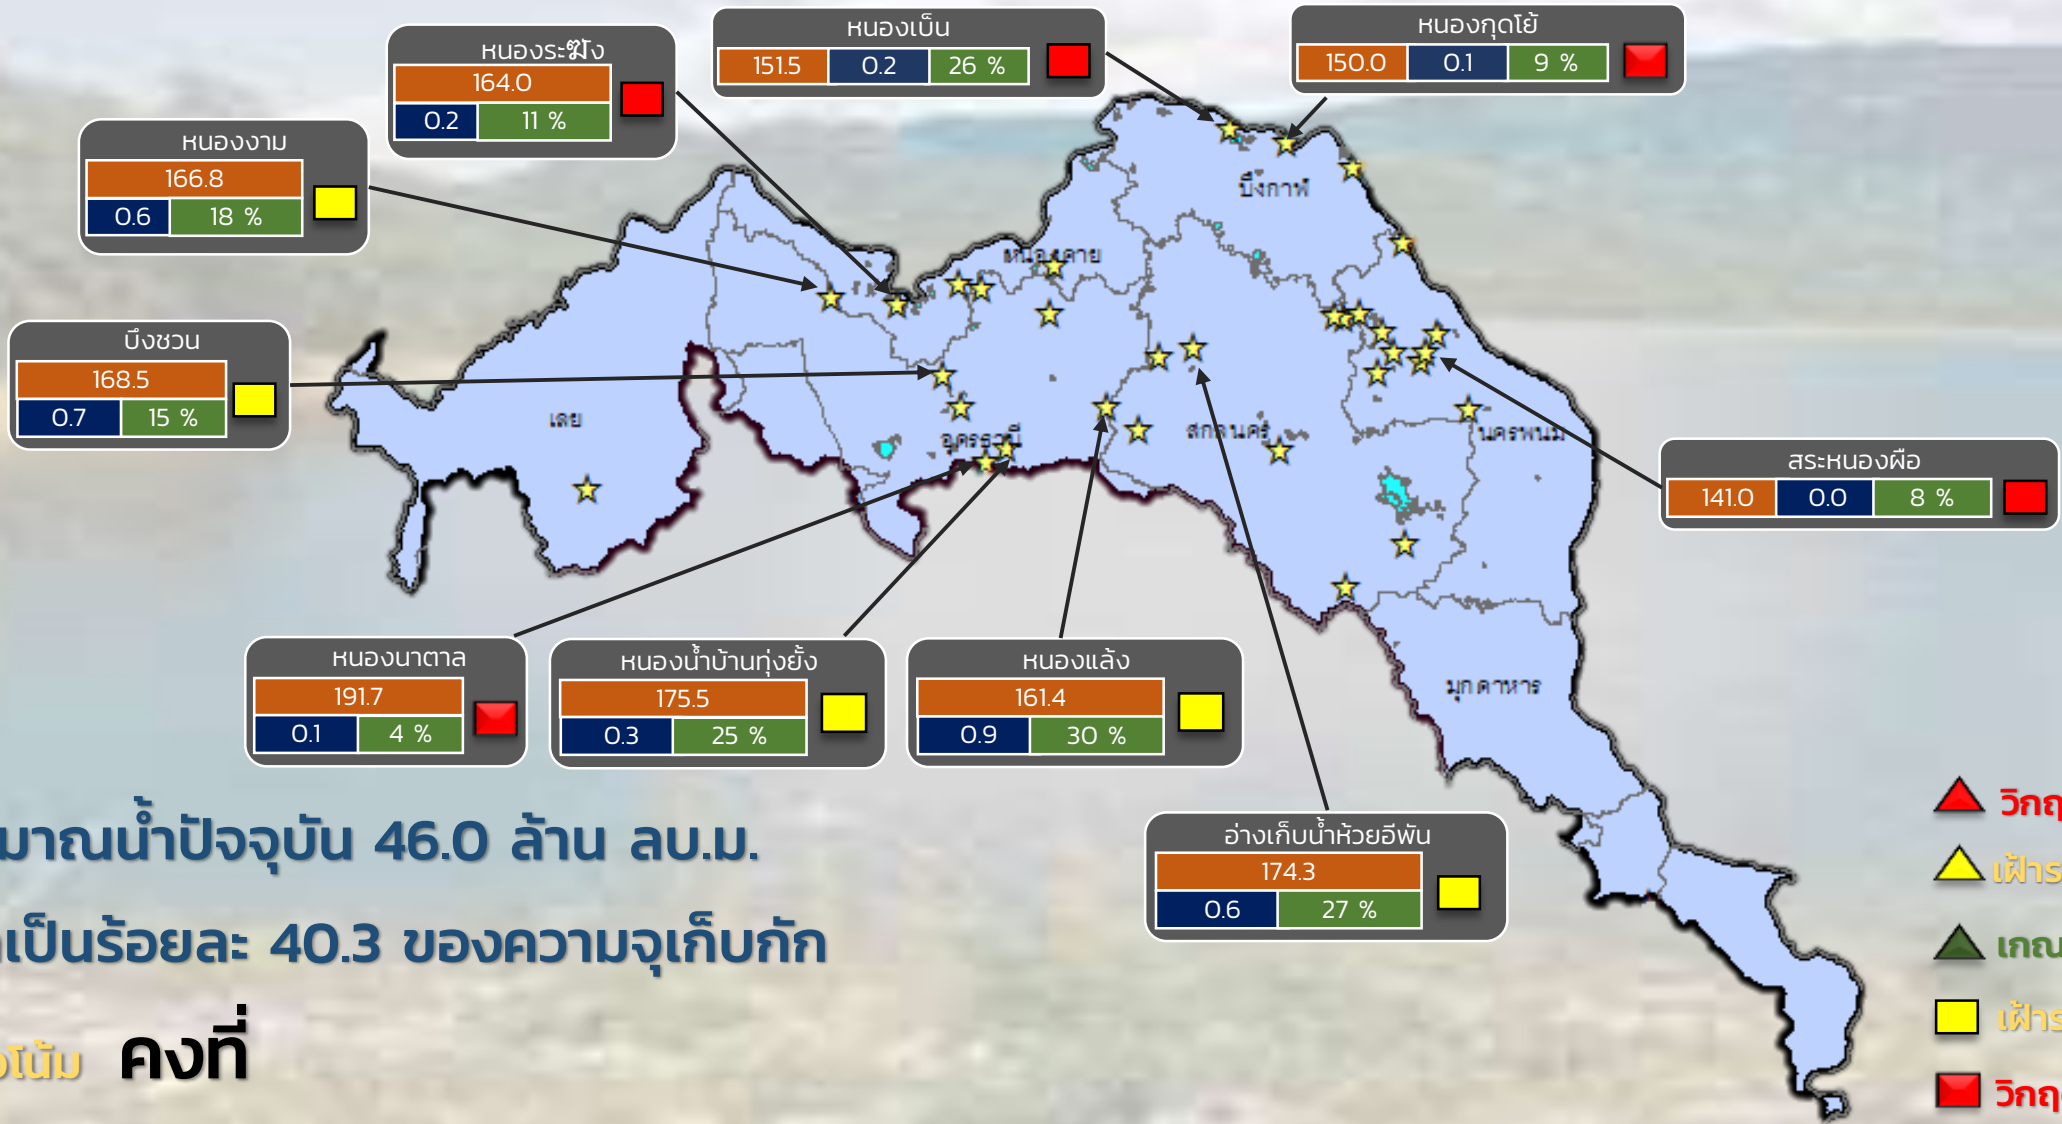 หนองเบ็น
151.5 0.2 26 %
หนองกุดโย้
150.0 0.1 9 %
หนองระฆัง
164.0
0.2 11 %
หนองงาม
166.8
0.6 18 %
บึงชวน
168.5
0.7 15 %
บึงกาฬ
หนองคาย
เลย
อุดรธานี
สกลนคร
นครพนม
มุกดาหาร
สระหนองผือ
141.0 0.0 8 %
หนองนาตาล
191.7
0.1 4 %
หนองน้ำบ้านทุ่งยั้ง
175.5
0.3 25 %
หนองแล้ง
161.4
0.9 30 %
อ่างเก็บน้ำห้วยอีพัน
174.3
0.6 27 %
มาณน้ำปัจจุบัน 46.0 ล้าน ลบ.ม.
เป็นร้อยละ 40.3 ของความจุเก็บกัก
วโน้ม คงที่
วิกฤ
เฝ้าร
เกณ
เฝ้าร
วิกฤ